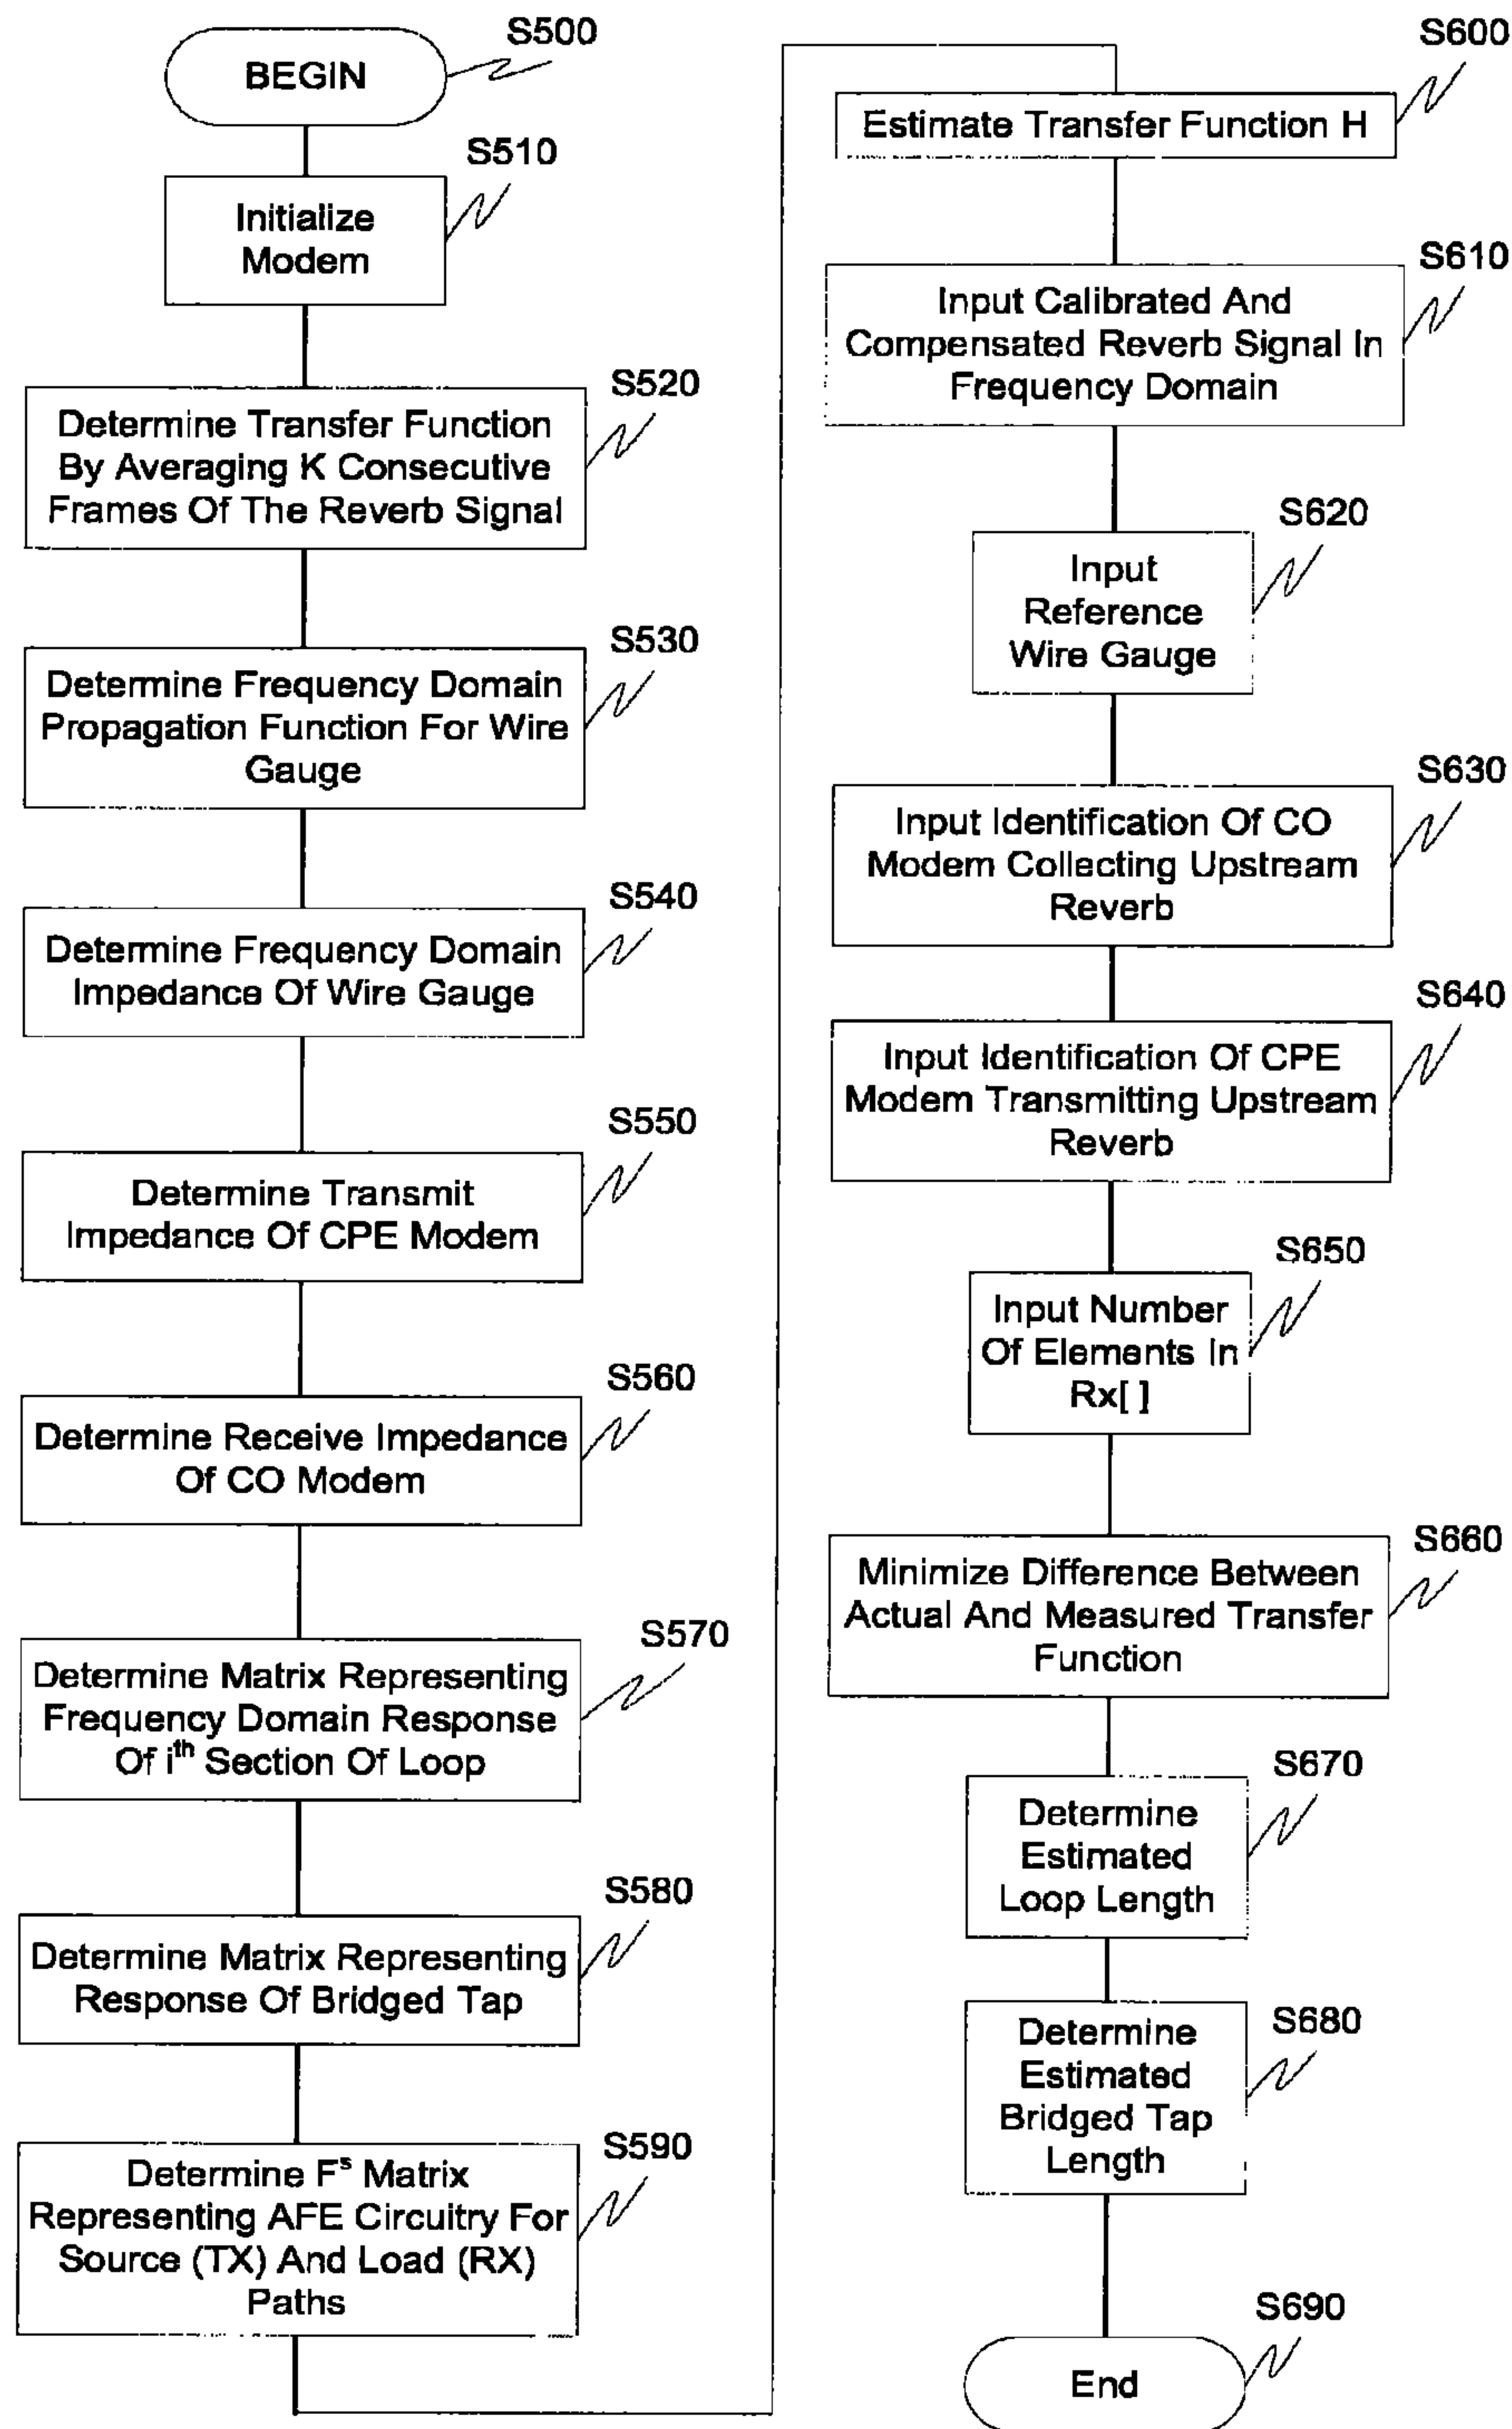 BEGIN
S500
Initialize
Modem
S510
Determine Transfer Function
By Averaging K Consecutive
Frames Of The Reverb Signal
S520
Determine Frequency Domain
Propagation Function For Wire
Gauge
S530
Determine Frequency Domain
Impedance Of Wire Gauge
S540
Determine Transmit
Impedance Of CPE Modem
S550
Determine Receive Impedance
Of CO Modem
S560
Determine Matrix Representing
Frequency Domain Response
Of ith Section Of Loop
S570
Determine Matrix Representing
Response Of Bridged Tap
S580
Determine Fs Matrix
Representing AFE Circuitry For
Source (TX) And Load (RX)
Paths
S590
Estimate Transfer Function H
S600
Input Calibrated And
Compensated Reverb Signal In
Frequency Domain
S610
Input
Reference
Wire Gauge
S620
Input Identification Of CO
Modem Collecting Upstream
Reverb
S630
Input Identification Of CPE
Modem Transmitting Upstream
Reverb
S640
Input Number
Of Elements In
Rx[ ]
S650
Minimize Difference Between
Actual And Measured Transfer
Function
S660
Determine
Estimated
Loop Length
S670
Determine
Estimated
Bridged Tap
Length
S680
End
S690